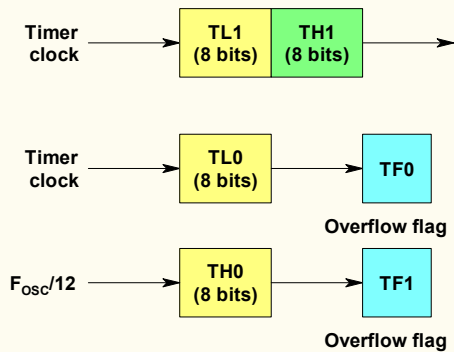 Timer
clock
TL1
(8 bits)
TH1
(8 bits)
Timer
clock
TL0
(8 bits)
TF0
Overflow flag
FOSC/12
TH0
(8 bits)
TF1
Overflow flag